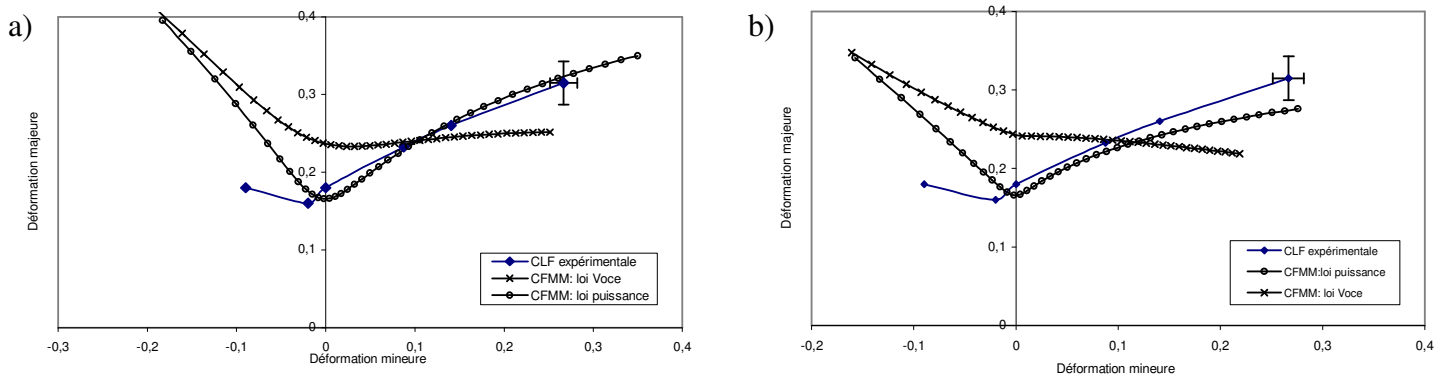 a)
0,4
0,3
0,2
0,1
0
-0,3
-0,2
-0,1
0
0,1
0,2
0,3
0,4
Déformation majeure
Déformation mineure
CLF expérimentale
CFMM: loi Voce
CFMM: loi puissance
b)
0,4
0,3
0,2
0,1
0
-0,2
-0,1
0
0,1
0,2
0,3
0,4
Déformation majeure
Déformation mineure
CLF expérimentale
CFMM:loi puissance
CFMM: loi Voce